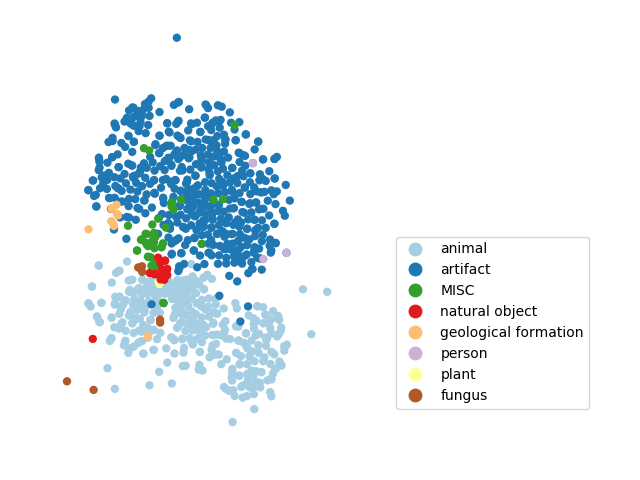 animal
artifact
MISC
natural object
geological formation
person
plant
fungus